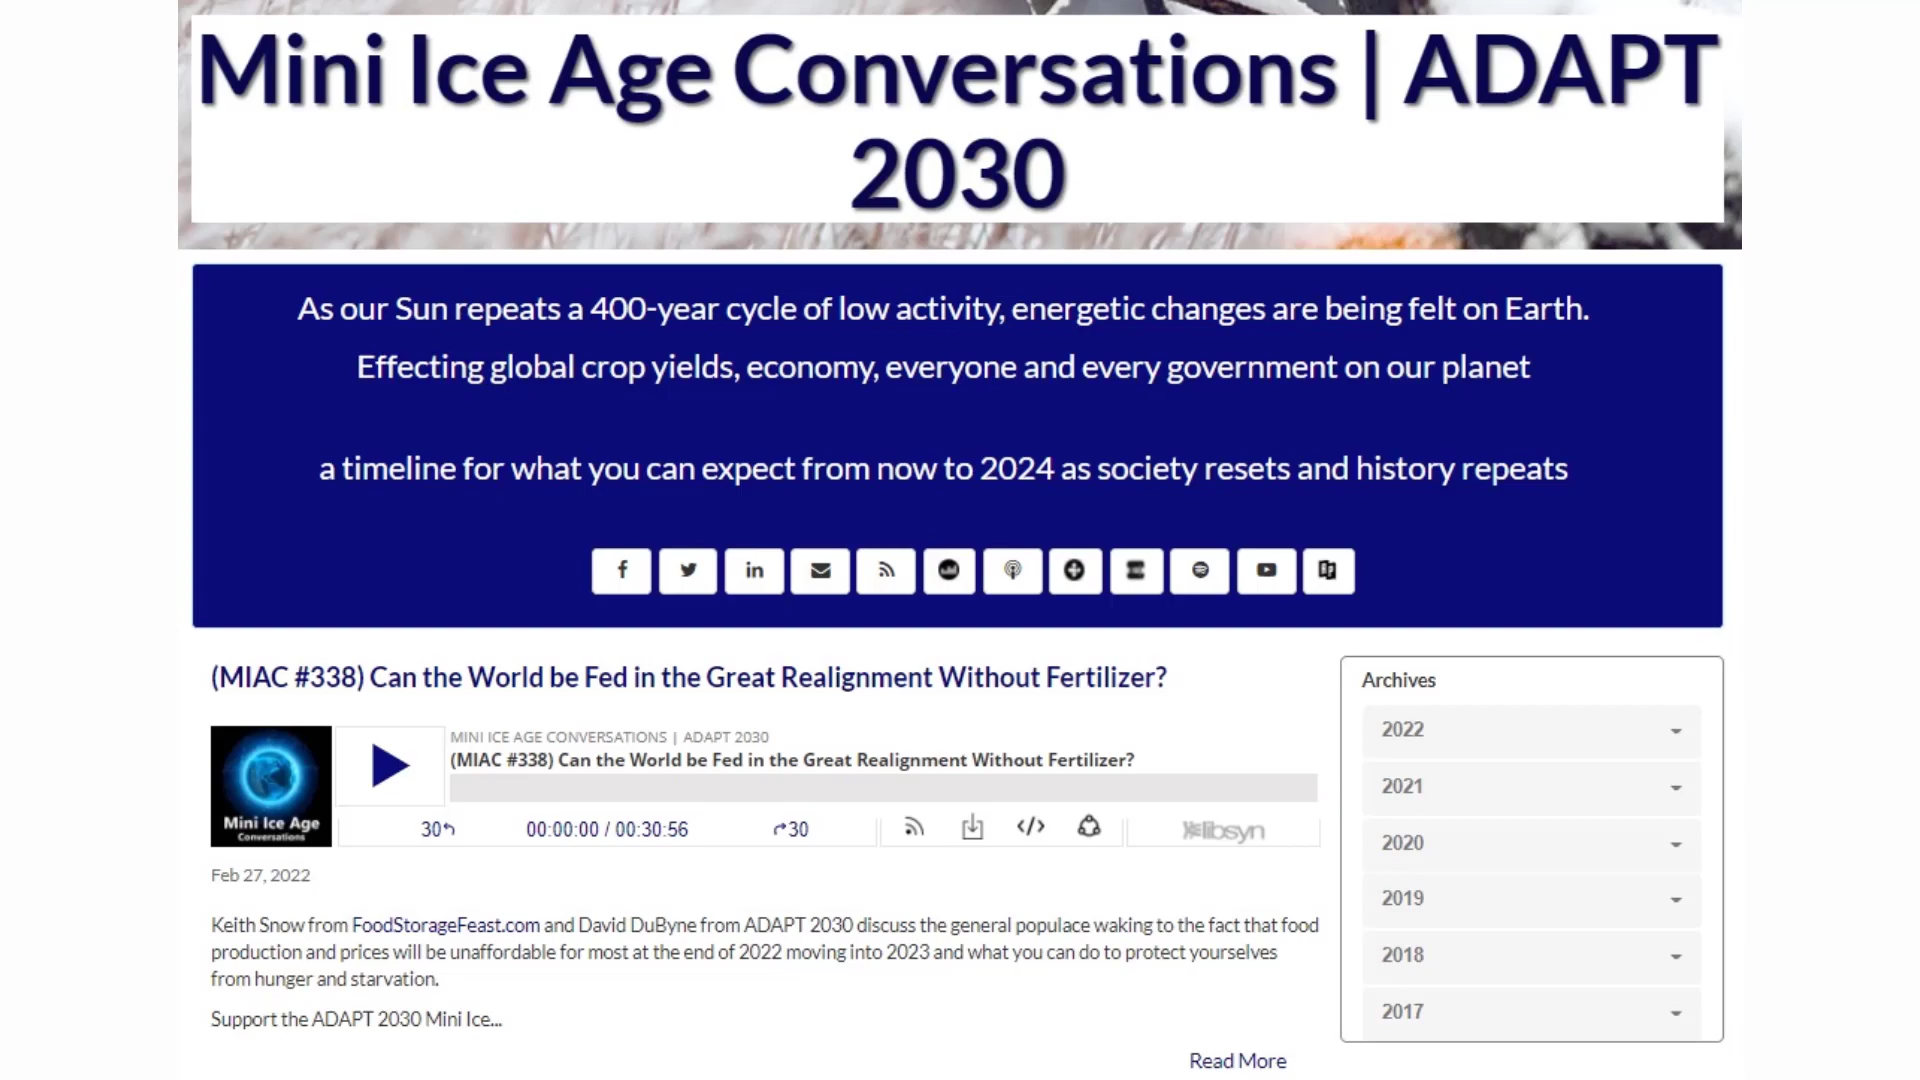 Mini Ice Age Conversations | ADAPT
2030
As our Sun repeats a 400-year cycle of low activity, energetic changes are being felt on Earth.
Effecting global crop yields, economy, everyone and every government on our planet
a timeline for what you can expect from now to 2024 as society resets and history repeats
(MIAC #338) Can the World be Fed in the Great Realignment Without Fertilizer?
Mini Ice Age
Conversations
MINI ICE AGE CONVERSATIONS | ADAPT 2030
(MIAC #338) Can the World be Fed in the Great Realignment Without Fertilizer?
30
00:00:00 / 00:30:56
30
libsyn
Feb 27, 2022
Keith Snow from FoodStorageFeast.com and David DuByne from ADAPT 2030 discuss the general populace waking to the fact that food
production and prices will be unaffordable for most at the end of 2022 moving into 2023 and what you can do to protect yourselves
from hunger and starvation.
Support the ADAPT 2030 Mini Ice...
Read More
Archives
2022
2021
2020
2019
2018
2017